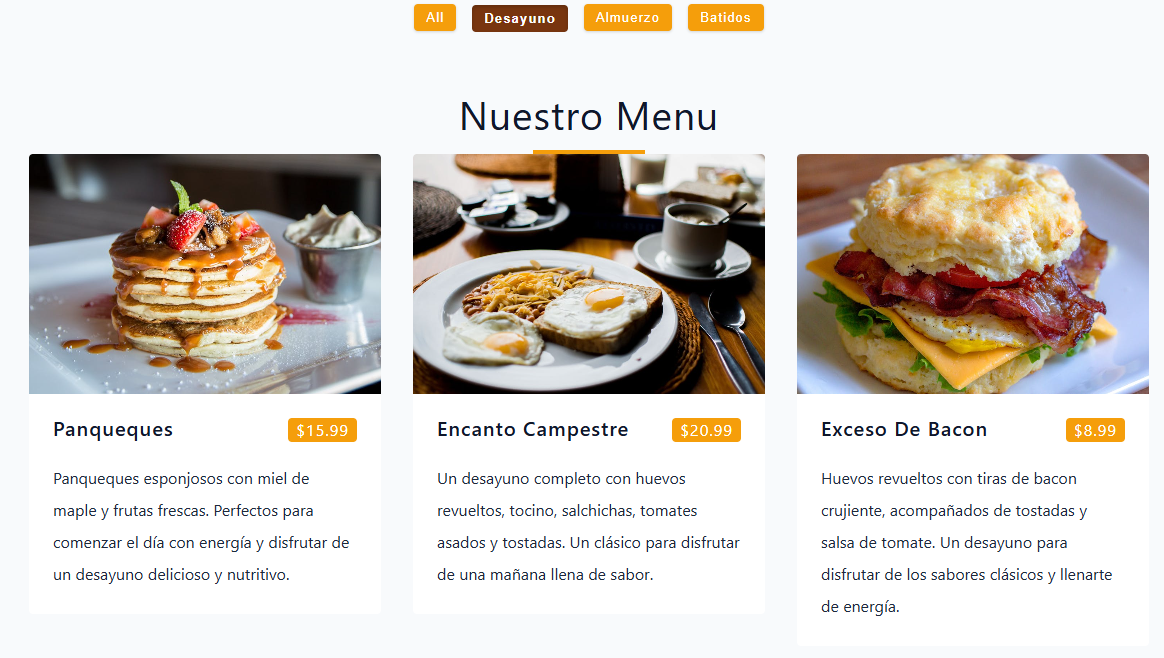 All
Desayuno
Almuerzo
Batidos
Nuestro Menu
Panqueques
$15.99
Panqueques esponjosos con miel de
maple y frutas frescas. Perfectos para
comenzar el día con energía y disfrutar de
un desayuno delicioso y nutritivo.
Encanto Campestre
$20.99
Un desayuno completo con huevos
revueltos, tocino, salchichas, tomates
asados y tostadas. Un clásico para disfrutar
de una mañana llena de sabor.
Exceso De Bacon
$8.99
Huevos revueltos con tiras de bacon
crujiente, acompañados de tostadas y
salsa de tomate. Un desayuno para
disfrutar de los sabores clásicos y llenarte
de energía.